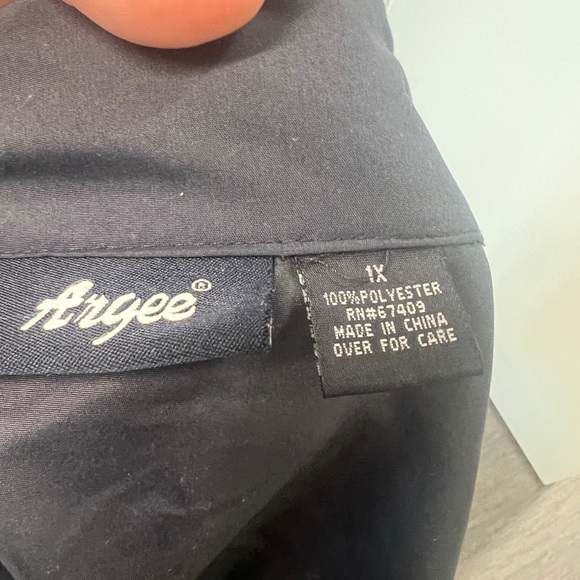 Argee®
1X
100%POLYESTER
RN#67409
MADE IN CHINA
OVER FOR CARE